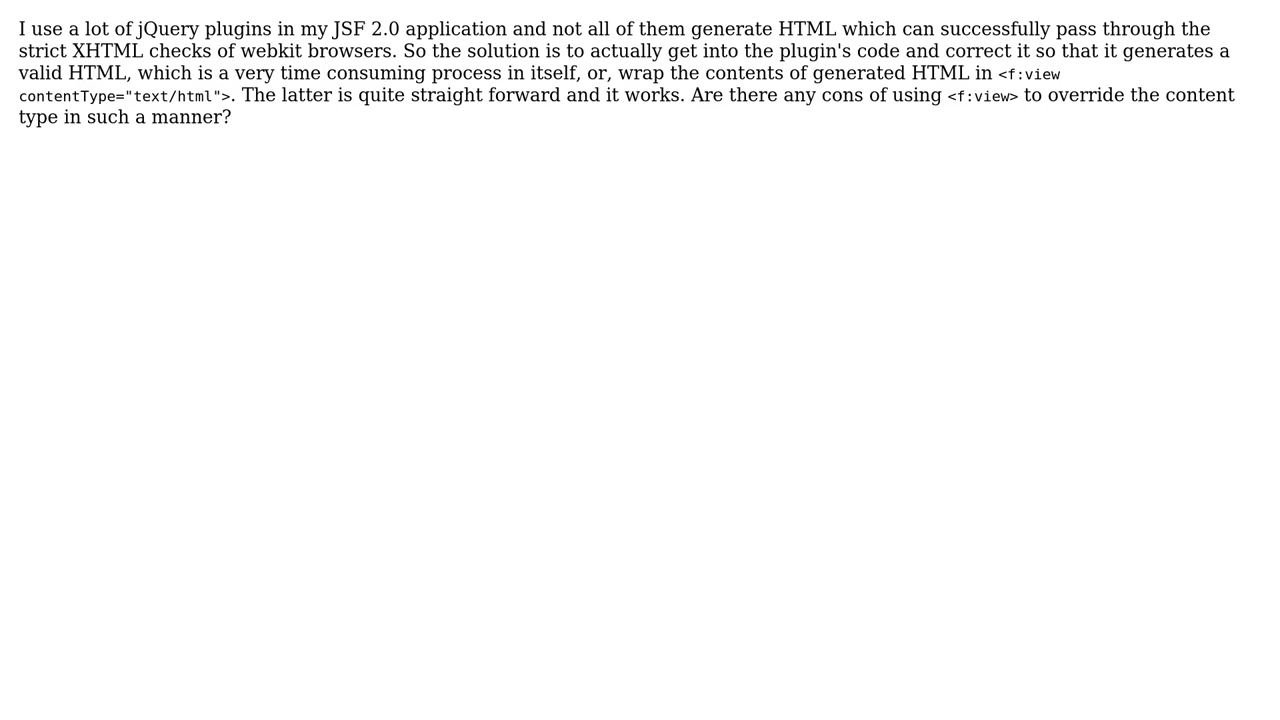 I use a lot of jQuery plugins in my JSF 2.0 application and not all of them generate HTML which can successfully pass through the
strict XHTML checks of webkit browsers. So the solution is to actually get into the plugin's code and correct it so that it generates a
valid HTML, which is a very time consuming process in itself, or, wrap the contents of generated HTML in <f:view
contentType="text/html">. The latter is quite straight forward and it works. Are there any cons of using <f:view> to override the content
type in such a manner?